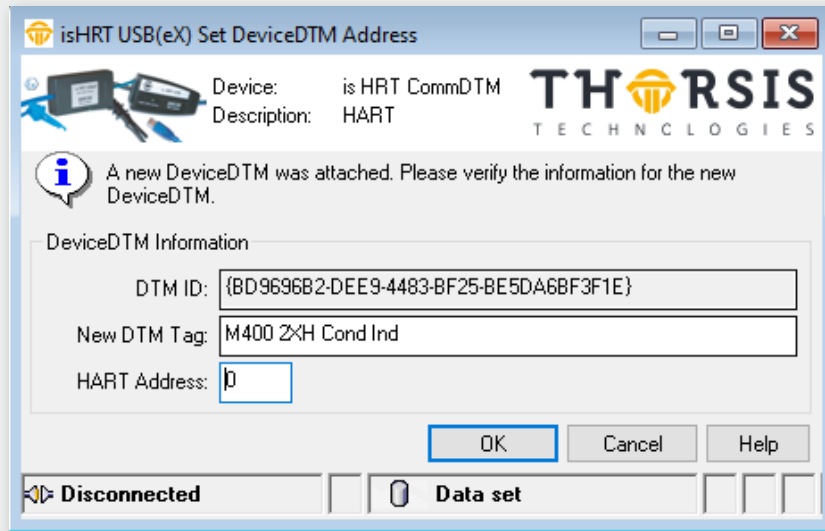 isHRT USB(eX) Set DeviceDTM Address
Device: is HRT CommDTM
Description: HART
THORSIS
TECHNOLOGIES
A new DeviceDTM was attached. Please verify the information for the new
DeviceDTM.
DeviceDTM Information
DTM ID: {BD9696B2-DEE9-4483-BF25-BE5DA6BF3F1E}
New DTM Tag: M400 2XH Cond Ind
HART Address: 0
OK Cancel Help
Disconnected Data set